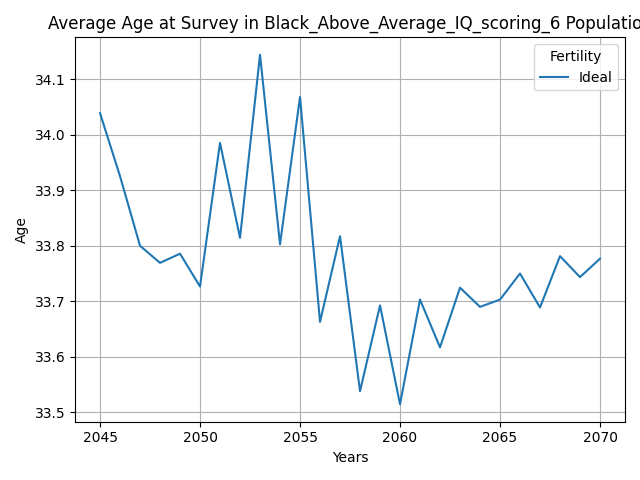 Average Age at Survey in Black_Above_Average_IQ_scoring_6 Populatio
Fertility
Ideal
Age
34.1
34.0
33.9
33.8
33.7
33.6
33.5
2045 2050 2055 2060 2065 2070
Years